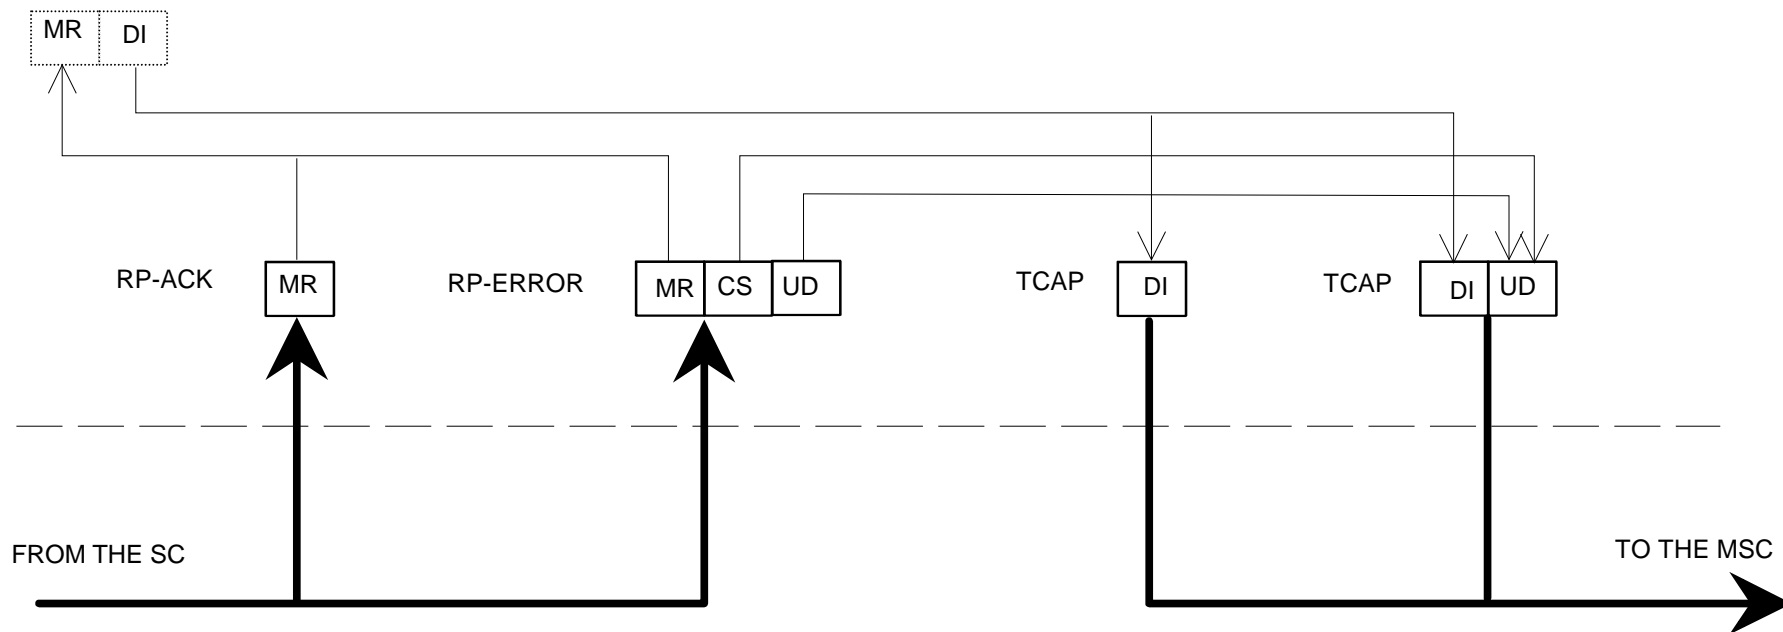 MR DI
RP-ACK MR RP-ERROR MR CS UD TCAP DI TCAP DI UD
FROM THE SC TO THE MSC